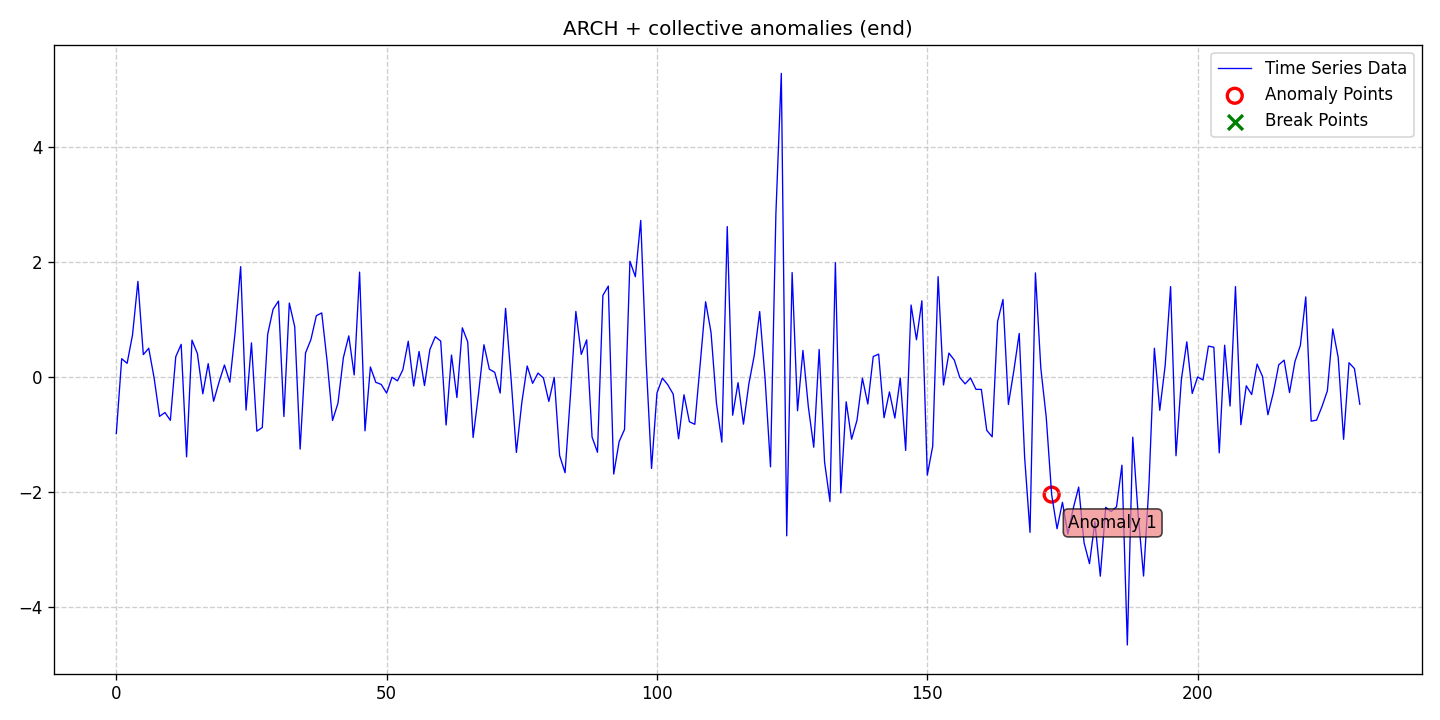 ARCH + collective anomalies (end)
Time Series Data
Anomaly Points
Break Points
4
2
0
−2
−4
Anomaly 1
0
50
100
150
200